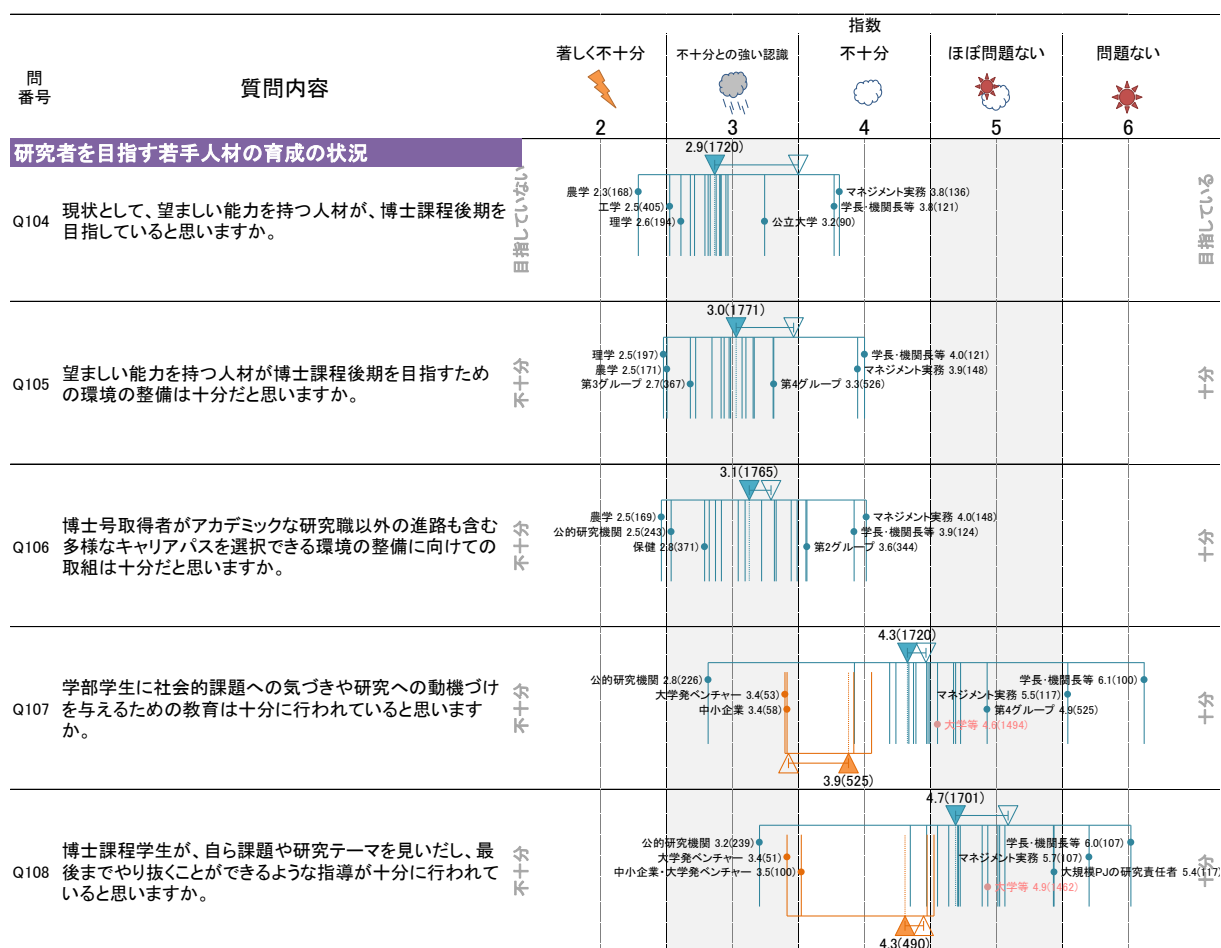 指数
問
番号
質問内容
著しく不十分
不十分との強い認識
不十分
ほぼ問題ない
問題ない
2
3
4
5
6
研究者を目指す若手人材の育成の状況
Q104
現状として、望ましい能力を持つ人材が、博士課程後期を
目指していると思いますか。
目指していない
2.9(1720)
農学 2.3(168)
工学 2.5(405)
理学 2.6(194)
マネジメント実務 3.8(136)
学長・機関長等 3.8(121)
公立大学 3.2(90)
目指している
Q105
望ましい能力を持つ人材が博士課程後期を目指すため
の環境の整備は十分だと思いますか。
不十分
3.0(1771)
理学 2.5(197)
農学 2.5(171)
第3グループ 2.7(367)
学長・機関長等 4.0(121)
マネジメント実務 3.9(148)
第4グループ 3.3(526)
十分
Q106
博士号取得者がアカデミックな研究職以外の進路も含む
多様なキャリアパスを選択できる環境の整備に向けての
取組は十分だと思いますか。
不十分
3.1(1765)
農学 2.5(169)
公的研究機関 2.5(243)
保健 2.8(371)
マネジメント実務 4.0(148)
学長・機関長等 3.9(124)
第2グループ 3.6(344)
十分
Q107
学部学生に社会的課題への気づきや研究への動機づけ
を与えるための教育は十分に行われていると思います
か。
不十分
4.3(1720)
公的研究機関 2.8(226)
大学発ベンチャー 3.4(53)
中小企業 3.4(58)
学長・機関長等 6.1(100)
マネジメント実務 5.5(117)
第4グループ 4.9(525)
大学等 4.6(1494)
3.9(525)
十分
Q108
博士課程学生が、自ら課題や研究テーマを見いだし、最
後までやり抜くことができるような指導が十分に行われて
いると思いますか。
不十分
4.7(1701)
公的研究機関 3.2(239)
大学発ベンチャー 3.4(51)
中小企業・大学発ベンチャー 3.5(100)
学長・機関長等 6.0(107)
マネジメント実務 5.7(107)
大規模PJの研究責任者 5.4(117)
大学等 4.9(1462)
4.3(490)
十分